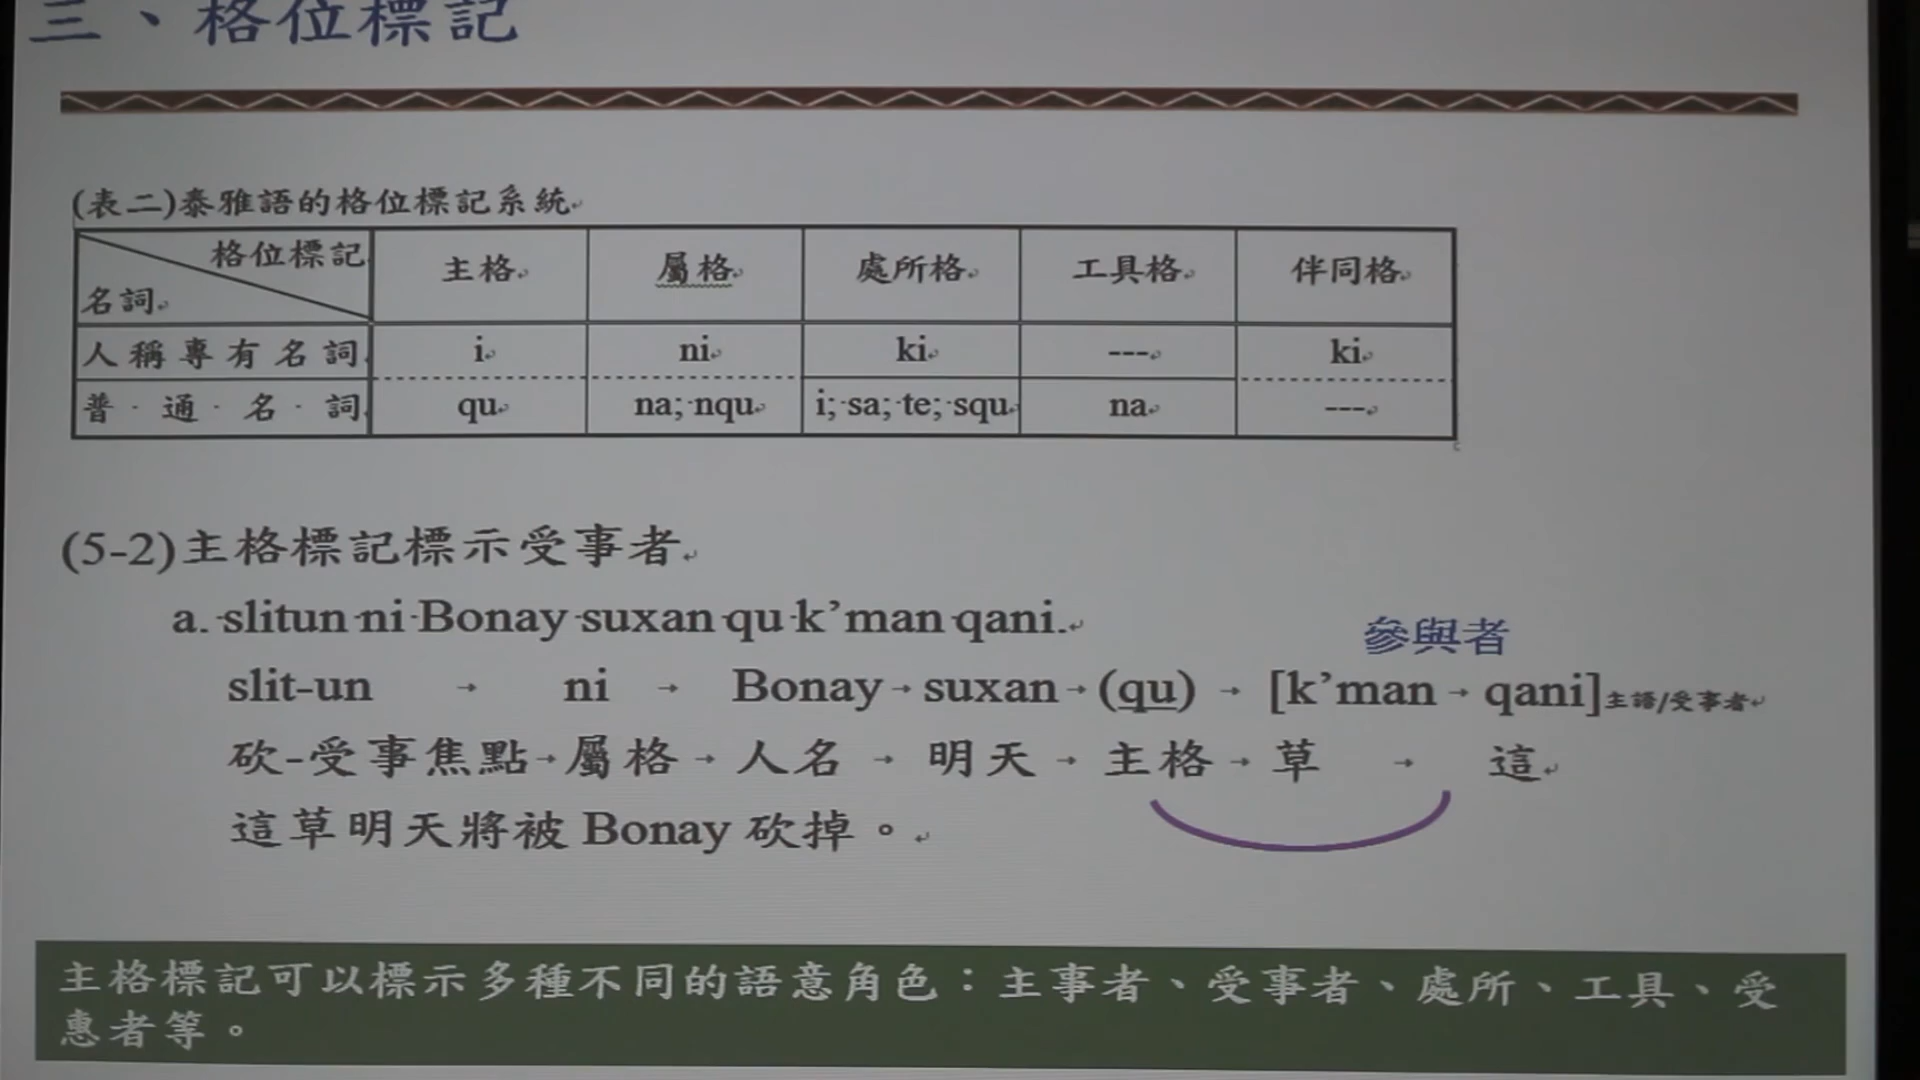 三、格位標記
(表二)泰雅語的格位標記系統
格位標記 名詞 主格 屬格 處所格 工具格 伴同格
人稱專有名詞 i ni ki --- ki
普通名詞 qu na; nqu i; sa; te; squ na ---
(5-2)主格標記標示受事者
a. slitun ni Bonay suxan qu k’man qani.
參與者
slit-un → ni → Bonay → suxan → (qu) → [k’man → qani]主語/受事者
砍-受事焦點 → 屬格 → 人名 → 明天 → 主格 → 草 → 這
這草明天將被 Bonay 砍掉。
主格標記可以標示多種不同的語意角色：主事者、受事者、處所、工具、受
惠者等。